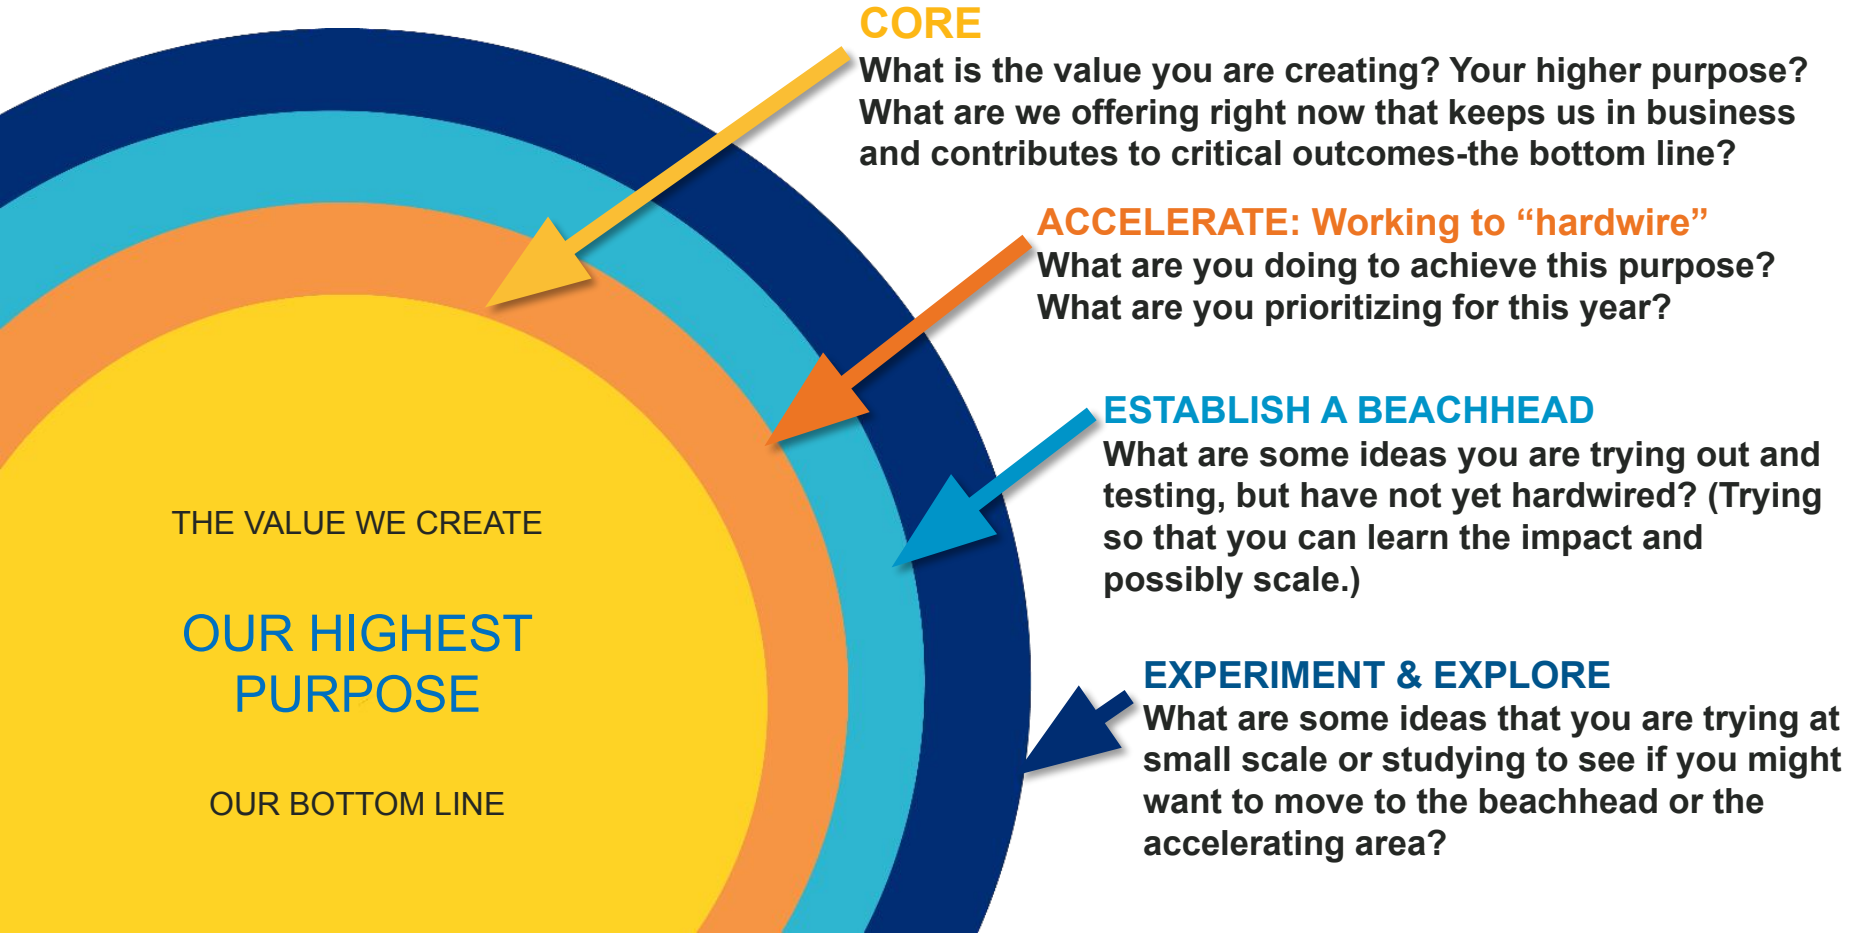 CORE
What is the value you are creating? Your higher purpose?
What are we offering right now that keeps us in business
and contributes to critical outcomes-the bottom line?
ACCELERATE: Working to “hardwire”
What are you doing to achieve this purpose?
What are you prioritizing for this year?
ESTABLISH A BEACHHEAD
What are some ideas you are trying out and
testing, but have not yet hardwired? (Trying
so that you can learn the impact and
possibly scale.)
EXPERIMENT & EXPLORE
What are some ideas that you are trying at
small scale or studying to see if you might
want to move to the beachhead or the
accelerating area?
THE VALUE WE CREATE
OUR HIGHEST
PURPOSE
OUR BOTTOM LINE